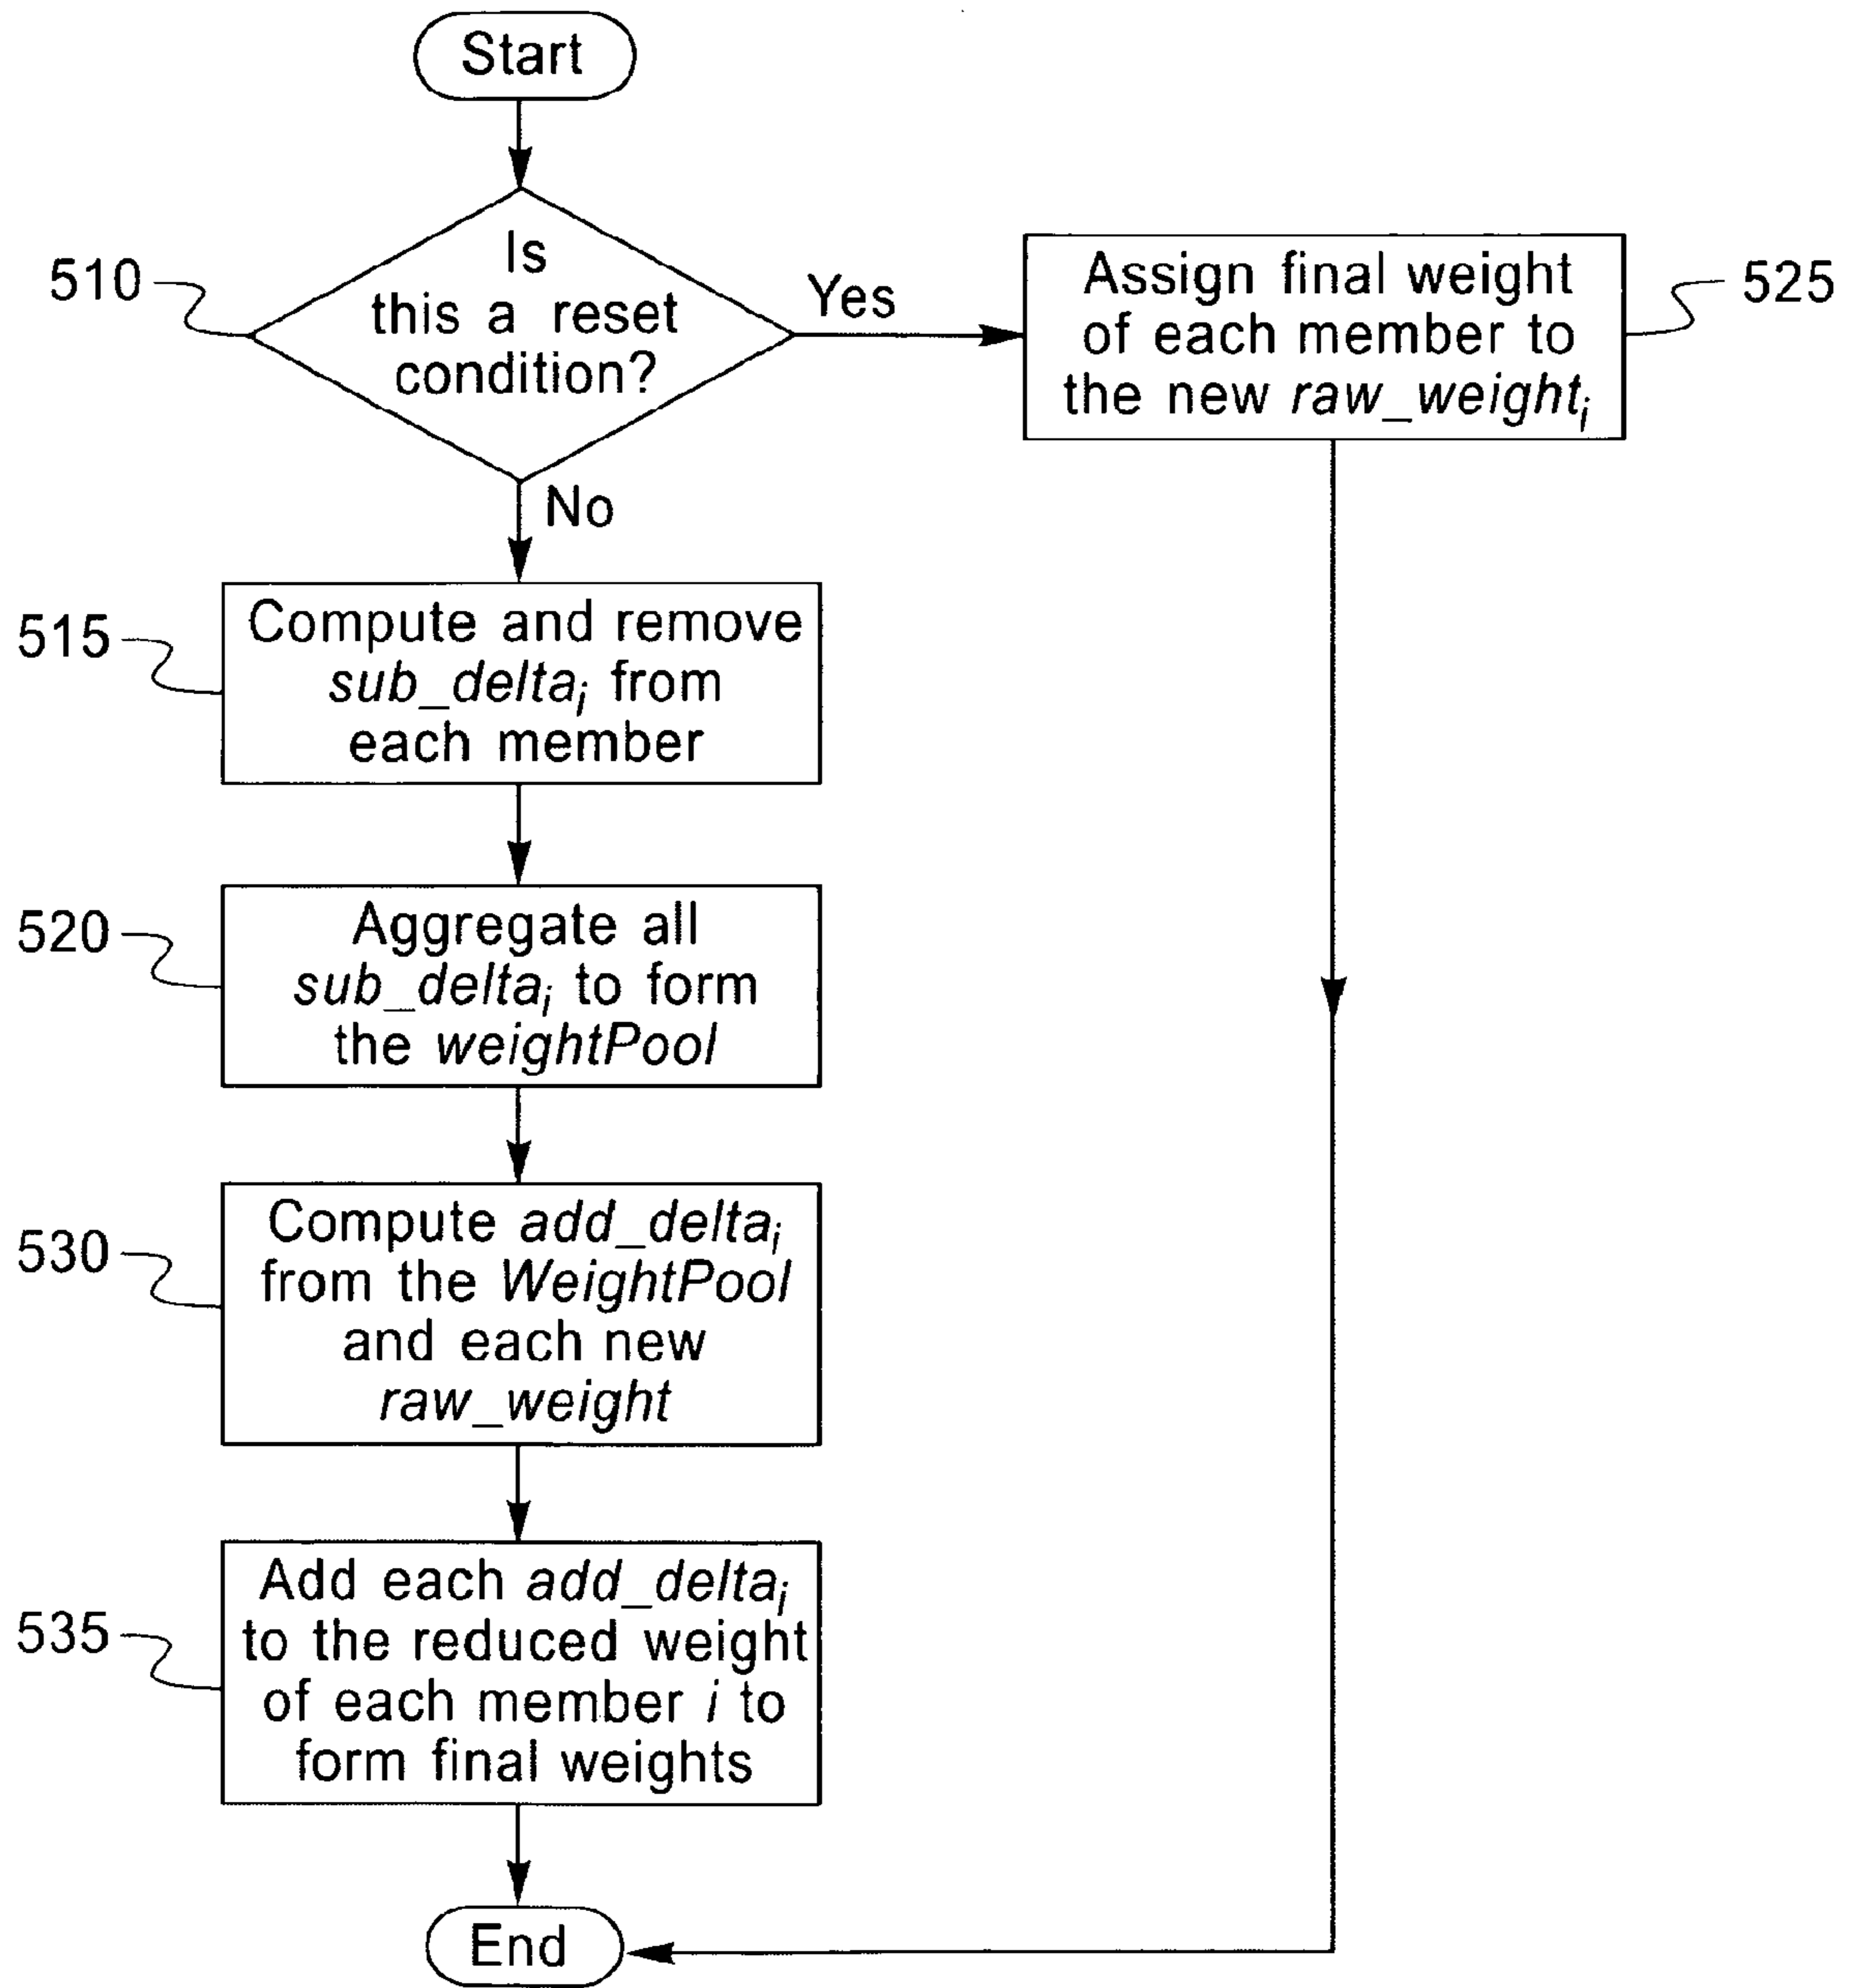 Start
510
Is
this a reset
condition?
Yes
Assign final weight
of each member to
the new raw_weightᵢ
525
No
515
Compute and remove
sub_deltaᵢ from
each member
520
Aggregate all
sub_deltaᵢ to form
the weightPool
530
Compute add_deltaᵢ
from the WeightPool
and each new
raw_weight
535
Add each add_deltaᵢ
to the reduced weight
of each member i to
form final weights
End